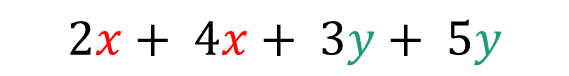 2x + 4x + 3y + 5y